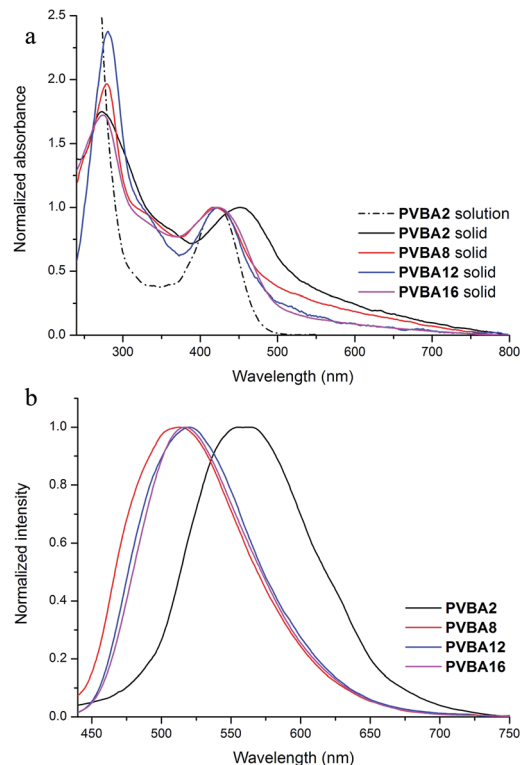 a
2.5
2.0
1.5
1.0
0.5
0.0
Normalized absorbance
PVBA2 solution
PVBA2 solid
PVBA8 solid
PVBA12 solid
PVBA16 solid
300 400 500 600 700 800
Wavelength (nm)
b
1.0
0.8
0.6
0.4
0.2
0.0
Normalized intensity
PVBA2
PVBA8
PVBA12
PVBA16
450 500 550 600 650 700 750
Wavelength (nm)